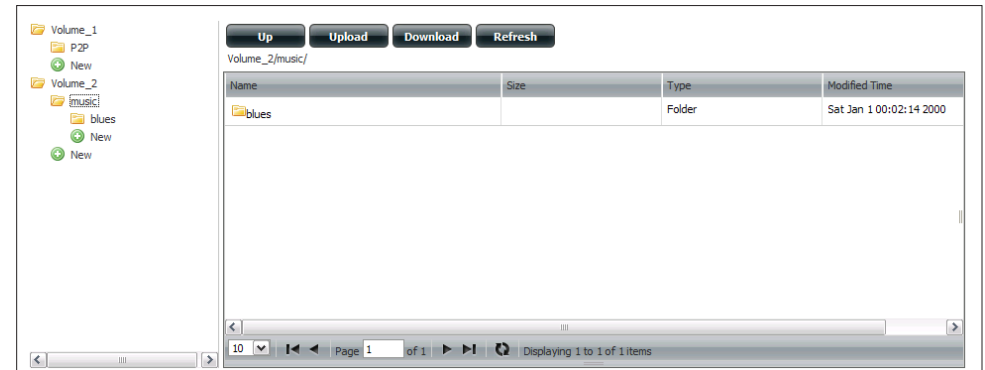 Volume_1
P2P
New
Volume_2
music
blues
New
New
Up Upload Download Refresh
Volume_2/music/
Name Size Type Modified Time
blues Folder Sat Jan 1 00:02:14 2000
10 Page 1 of 1 Displaying 1 to 1 of 1 items